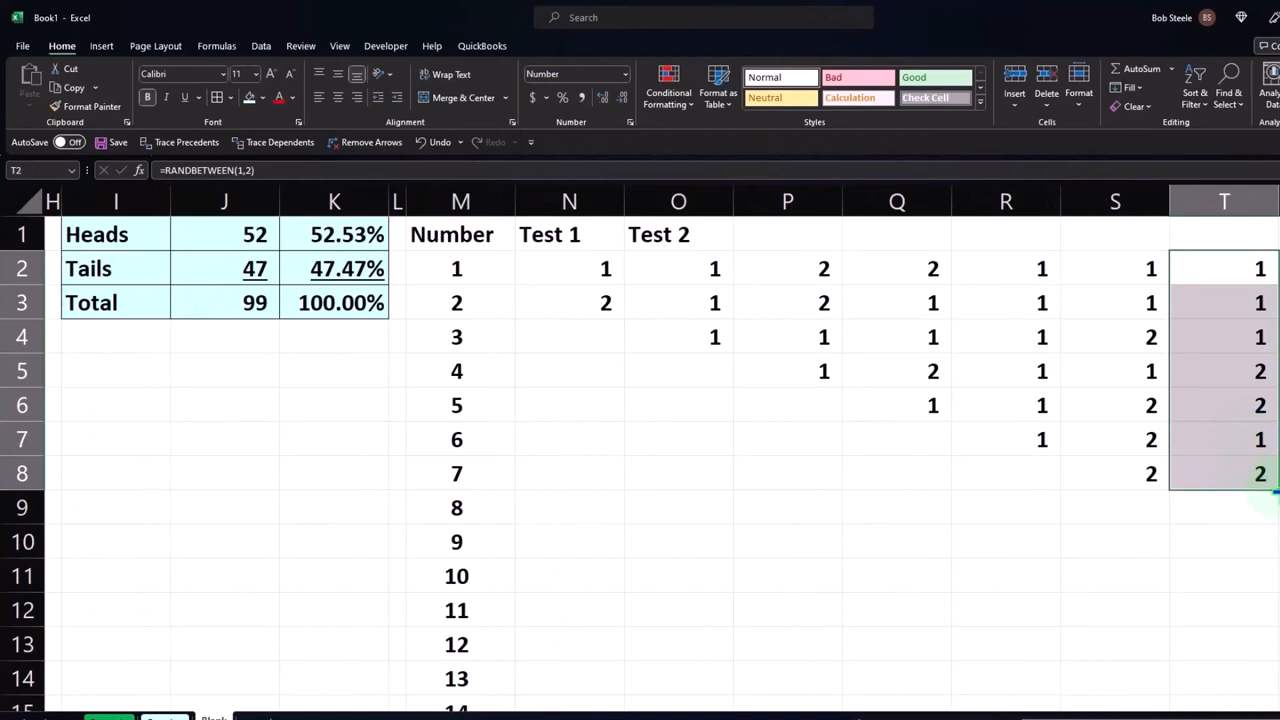 Book1 - Excel
Search
Bob Steele BS
File Home Insert Page Layout Formulas Data Review View Developer Help QuickBooks
Cut
Copy
Format Painter
Paste
Clipboard
Calibri 11
B I U
Font
Wrap Text
Merge & Center
Alignment
Number
$ % ,
Number
Conditional Formatting
Format as Table
Normal Bad Good
Neutral Calculation Check Cell
Styles
Insert Delete Format
Cells
AutoSum
Fill
Clear
Sort & Filter
Find & Select
Editing
AutoSave Off Save Trace Precedents Trace Dependents Remove Arrows Undo Redo
T2 fx =RANDBETWEEN(1,2)
H I J K L M N O P Q R S T
1 Heads 52 52.53% Number Test 1 Test 2
2 Tails 47 47.47% 1 1 1 2 2 1 1 1
3 Total 99 100.00% 2 2 1 2 1 1 1 1
4 3 1 1 1 1 2 1
5 4 1 2 1 1 2
6 5 1 1 2 2
7 6 1 2 1
8 7 2 2
9 8
10 9
11 10
12 11
13 12
14 13